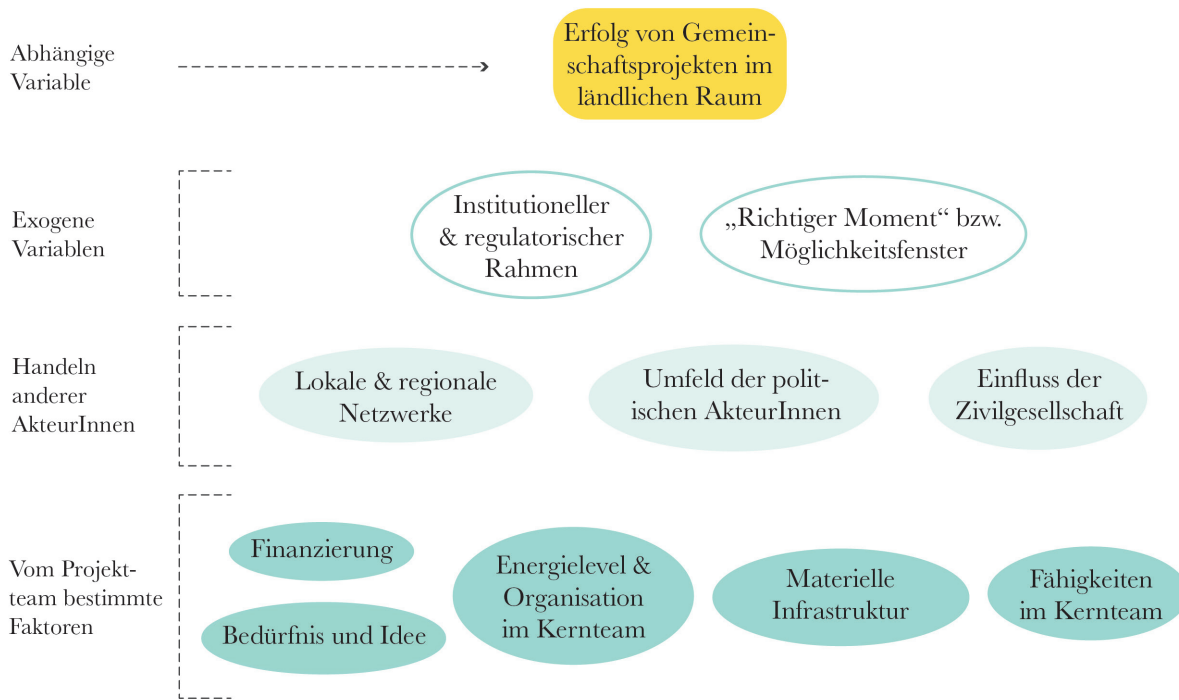 Abhängige
Variable
Erfolg von Gemein-
schaftsprojekten im
ländlichen Raum
Exogene
Variablen
Institutioneller
& regulatorischer
Rahmen
„Richtiger Moment“ bzw.
Möglichkeitsfenster
Handeln
anderer
AkteurInnen
Lokale & regionale
Netzwerke
Umfeld der polit-
ischen AkteurInnen
Einfluss der
Zivilgesellschaft
Vom Projekt-
team bestimmte
Faktoren
Finanzierung
Bedürfnis und Idee
Energielevel &
Organisation
im Kernteam
Materielle
Infrastruktur
Fähigkeiten
im Kernteam